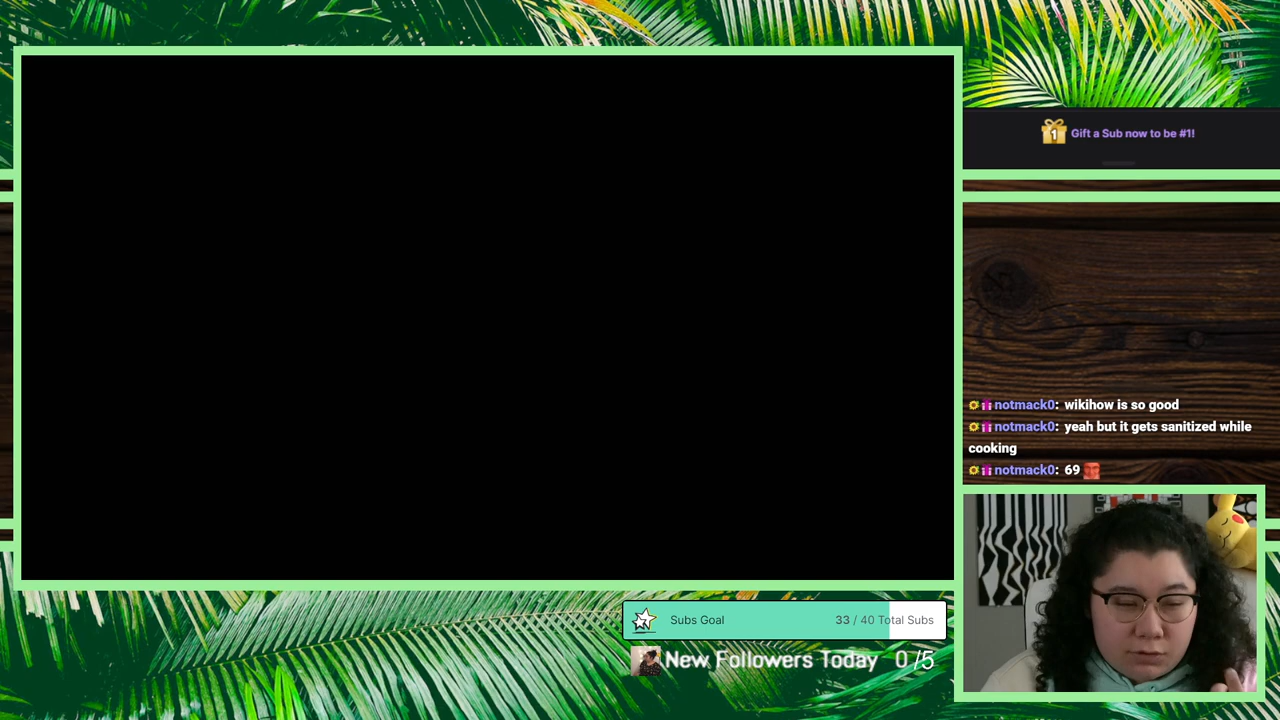 1 Gift a Sub now to be #1!
notmack0: wikihow is so good
notmack0: yeah but it gets sanitized while
cooking
notmack0: 69
Subs Goal 33 / 40 Total Subs
New Followers Today 0 /5